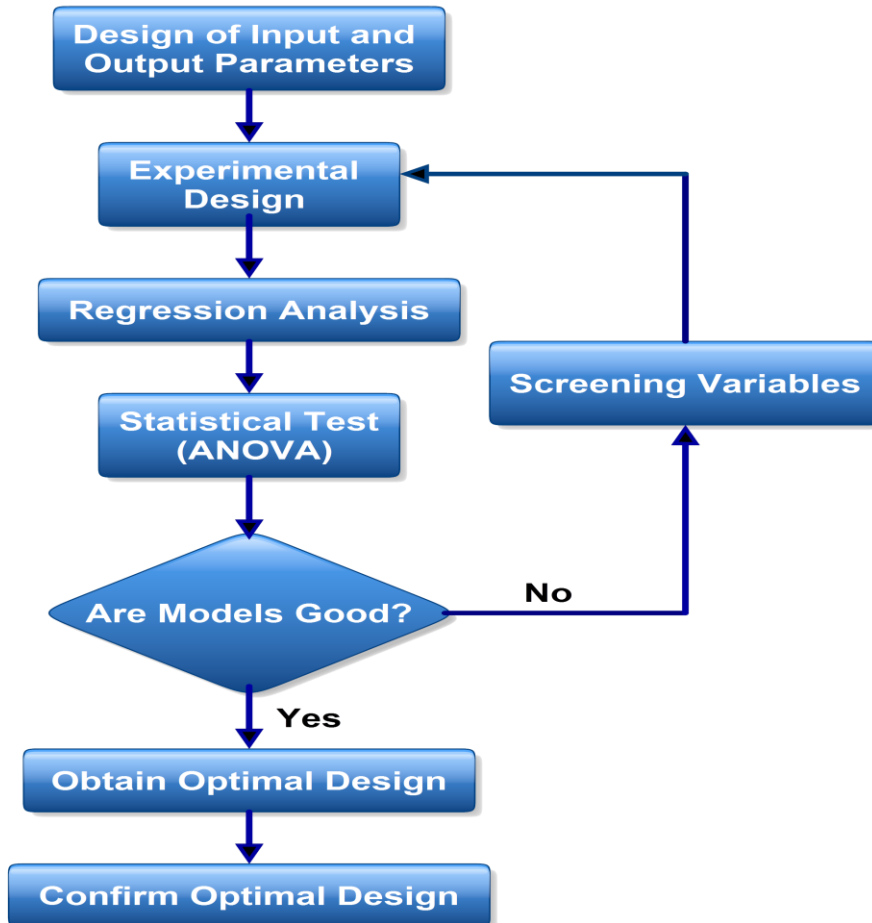 Design of Input and
Output Parameters
Experimental
Design
Regression Analysis
Screening Variables
Statistical Test
(ANOVA)
Are Models Good?
No
Yes
Obtain Optimal Design
Confirm Optimal Design